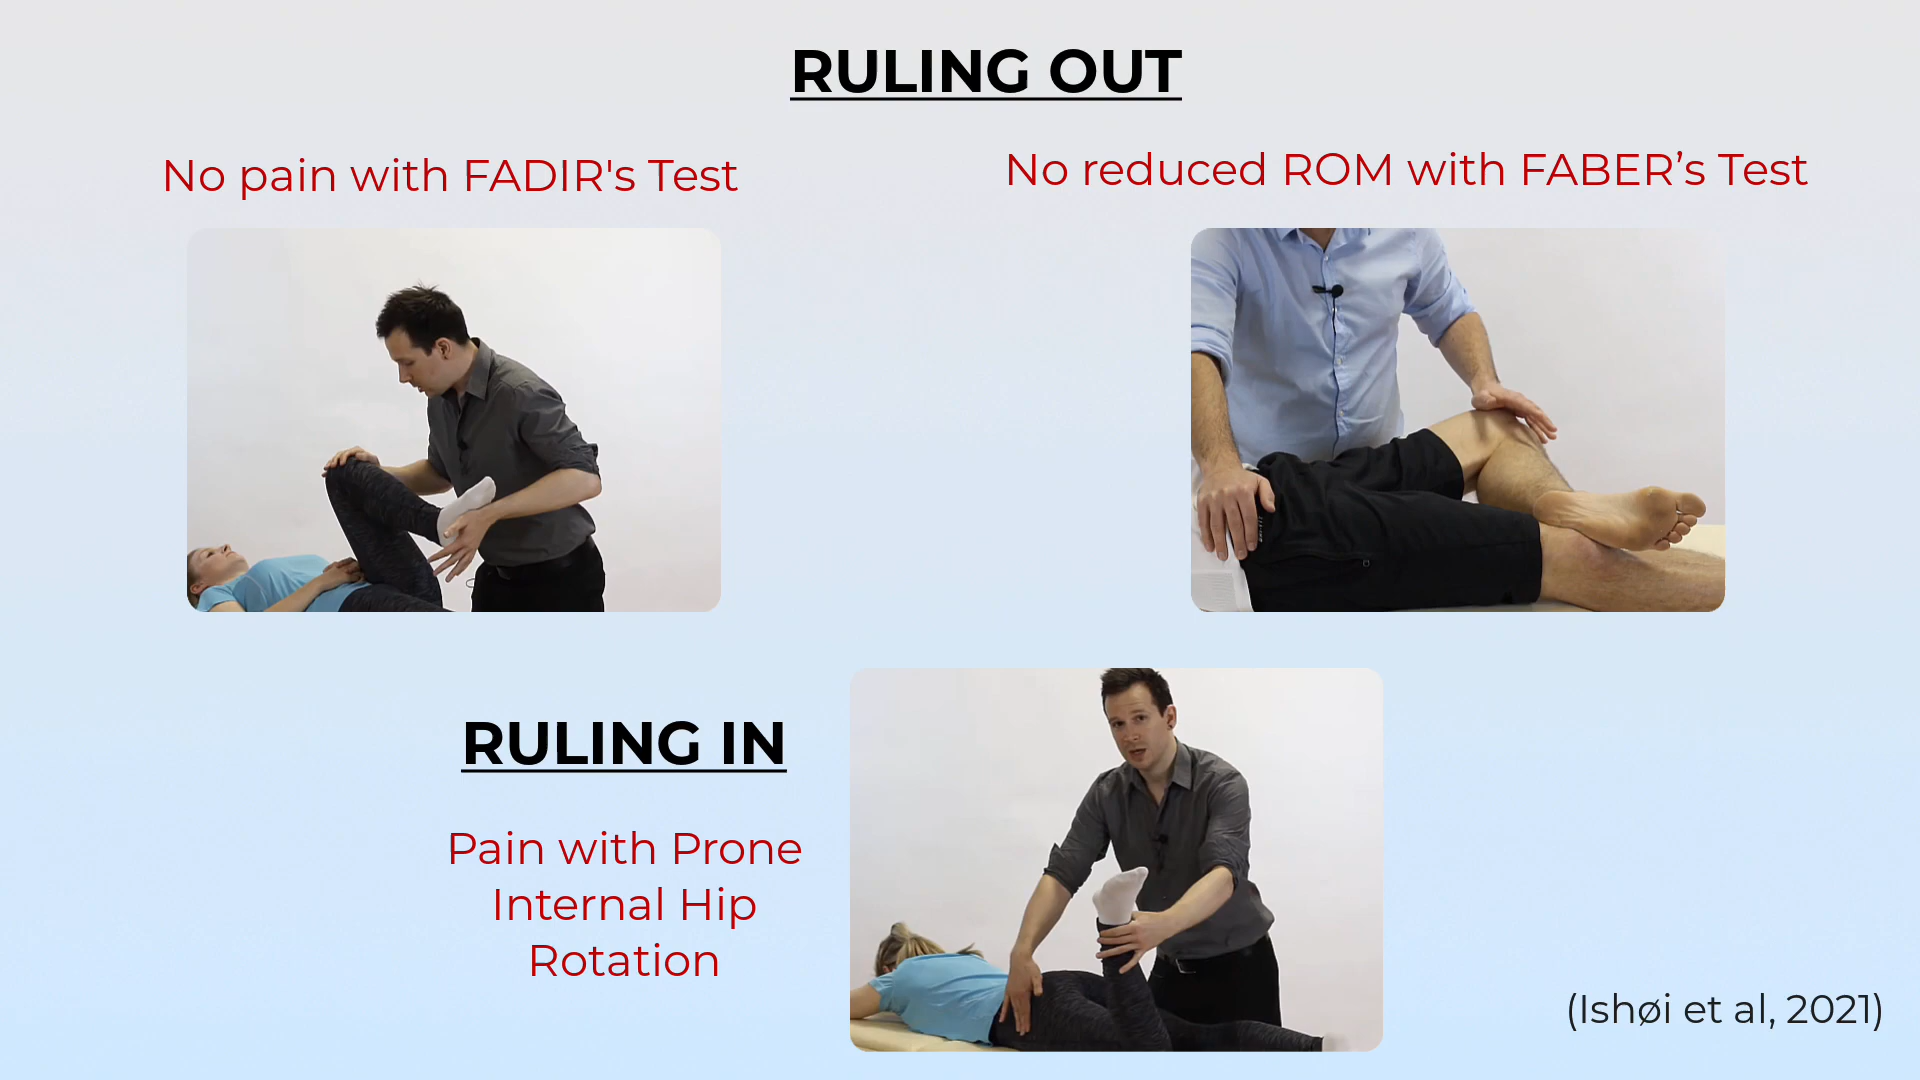 RULING OUT
No pain with FADIR's Test
No reduced ROM with FABER’s Test
RULING IN
Pain with Prone
Internal Hip
Rotation
(Ishøi et al, 2021)